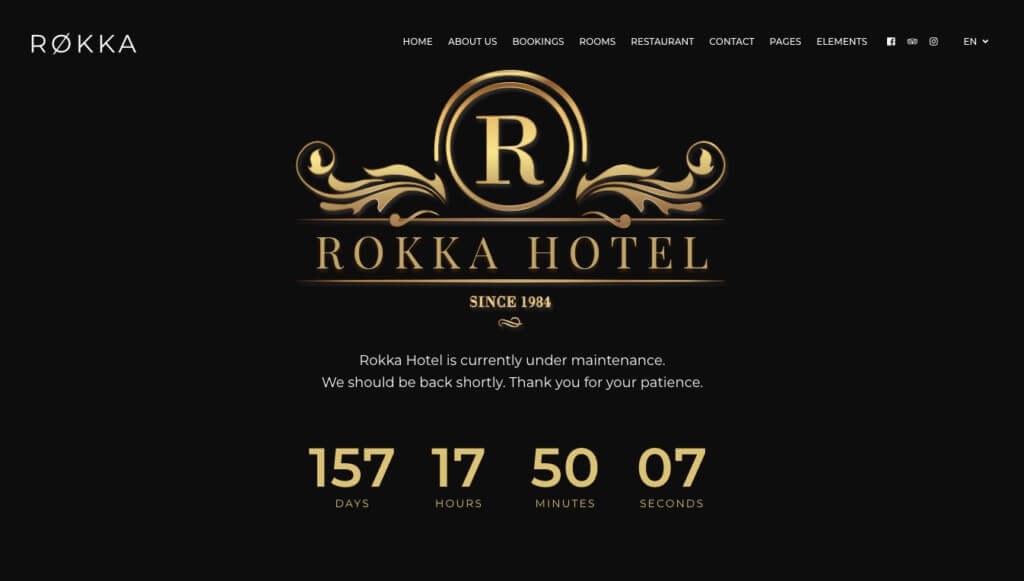 RØKKA
HOME ABOUT US BOOKINGS ROOMS RESTAURANT CONTACT PAGES ELEMENTS EN
R
ROKKA HOTEL
SINCE 1984
Rokka Hotel is currently under maintenance.
We should be back shortly. Thank you for your patience.
157 17 50 07
DAYS HOURS MINUTES SECONDS